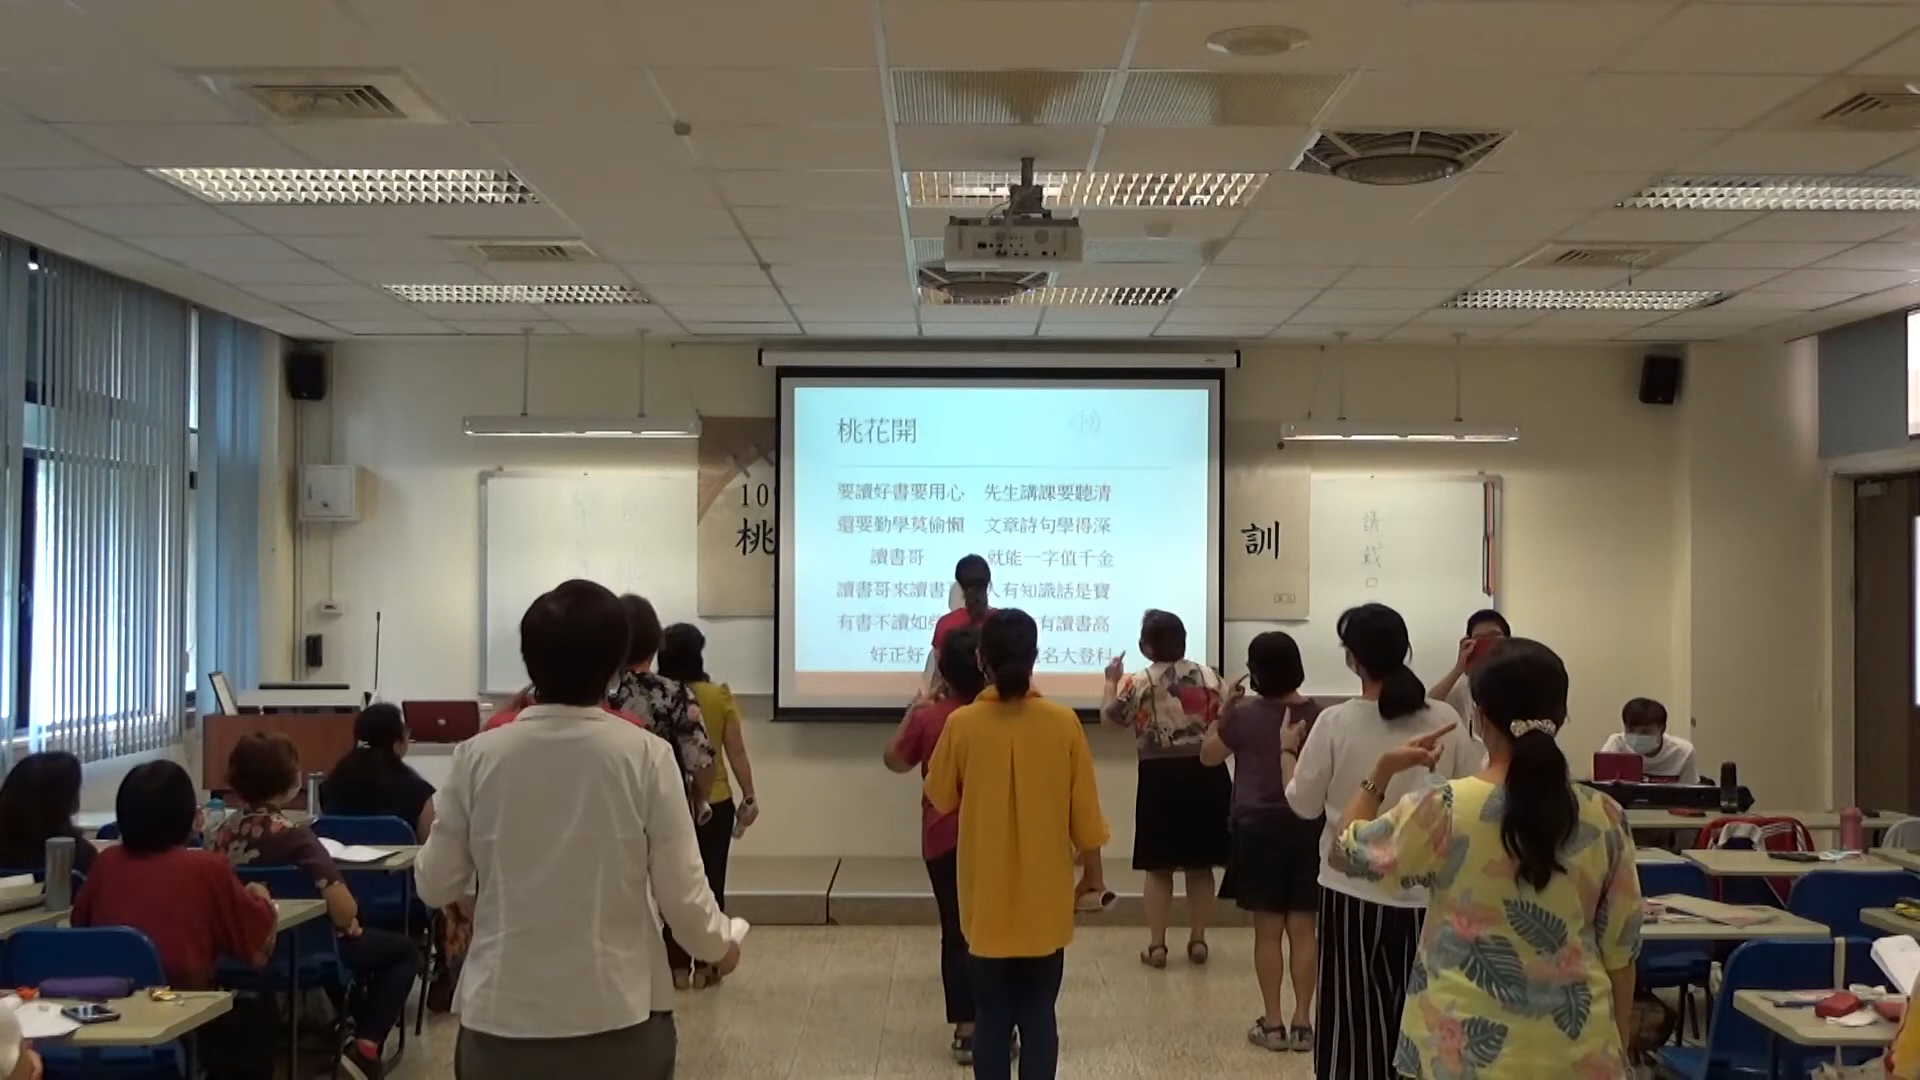 桃花開
要讀好書要用心 先生講課要聽清
還要勤學莫偷懶 文章詩句學得深
讀書哥 就能一字值千金
讀書哥來讀書 人有知識話是寶
有書不讀如 有讀書高
好正好 名大登科
10
桃
訓